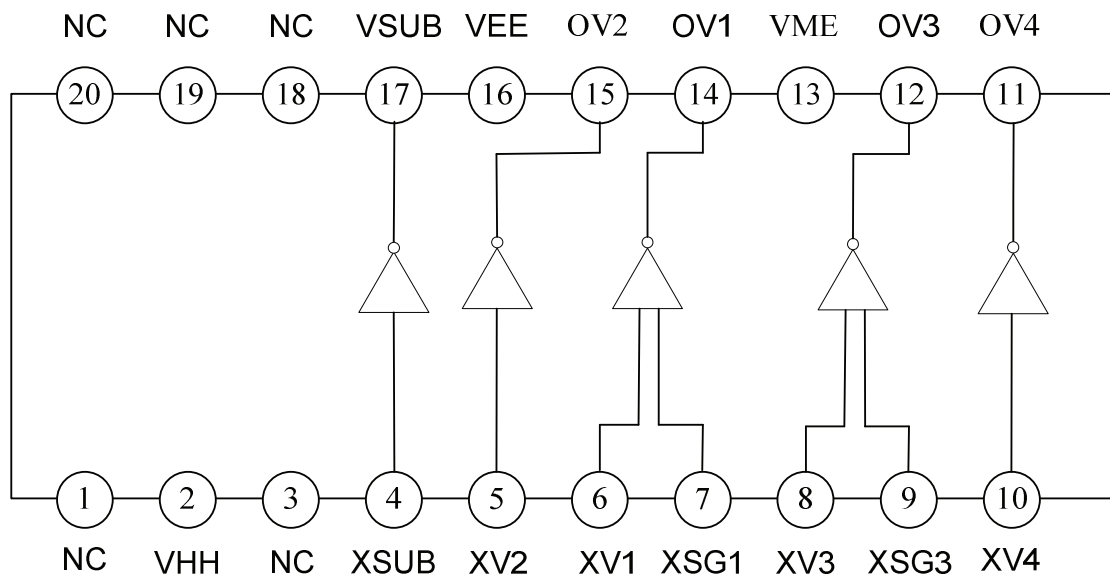 NC NC NC VSUB VEE OV2 OV1 VME OV3 OV4
20 19 18 17 16 15 14 13 12 11
1 2 3 4 5 6 7 8 9 10
NC VHH NC XSUB XV2 XV1 XSG1 XV3 XSG3 XV4